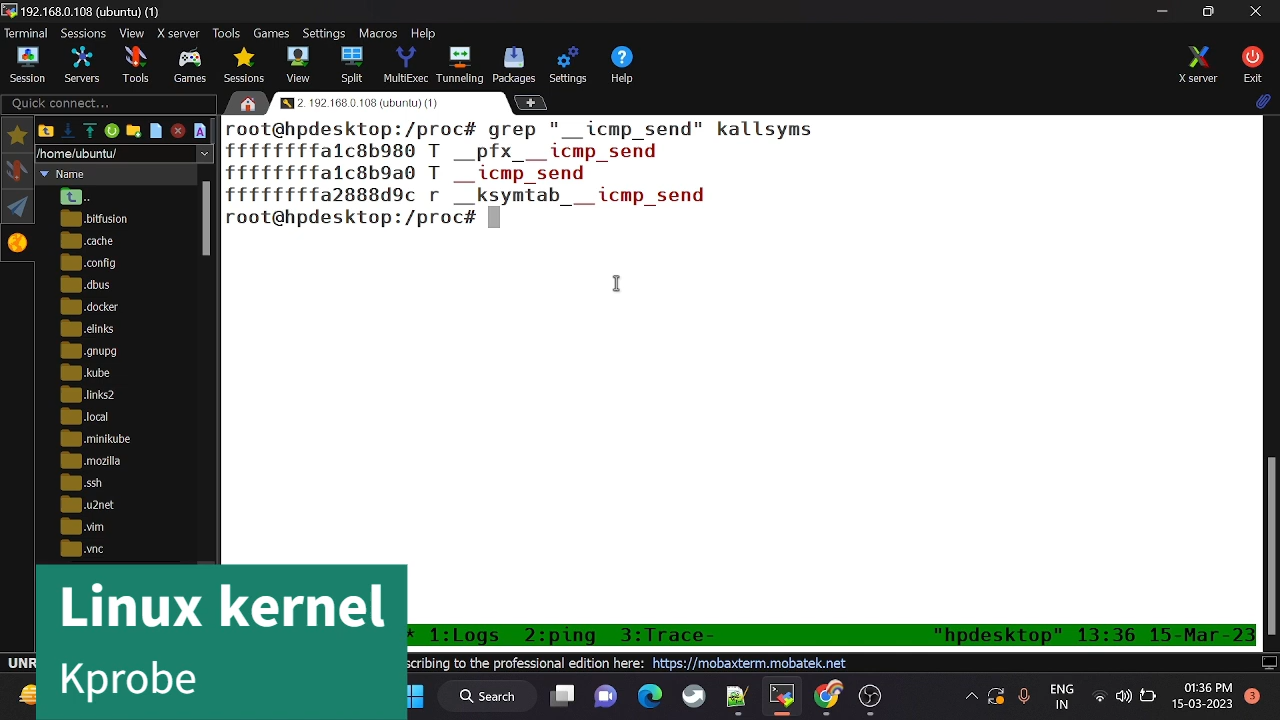 192.168.0.108 (ubuntu) (1)
Terminal Sessions View X server Tools Games Settings Macros Help
Session Servers Tools Games Sessions View Split MultiExec Tunneling Packages Settings Help X server Exit
Quick connect...
2. 192.168.0.108 (ubuntu) (1)
/home/ubuntu/
Name
..
.bitfusion
.cache
.config
.dbus
.docker
.elinks
.gnupg
.kube
.links2
.local
.minikube
.mozilla
.ssh
.u2net
.vim
.vnc
root@hpdesktop:/proc# grep "__icmp_send" kallsyms
ffffffffa1c8b980 T __pfx___icmp_send
ffffffffa1c8b9a0 T __icmp_send
ffffffffa2888d9c r __ksymtab___icmp_send
root@hpdesktop:/proc#
* 1:Logs 2:ping 3:Trace- "hpdesktop" 13:36 15-Mar-23
UNR
scribing to the professional edition here: https://mobaxterm.mobatek.net
Linux kernel
Kprobe
Search
ENG
IN
01:36 PM
15-03-2023
3